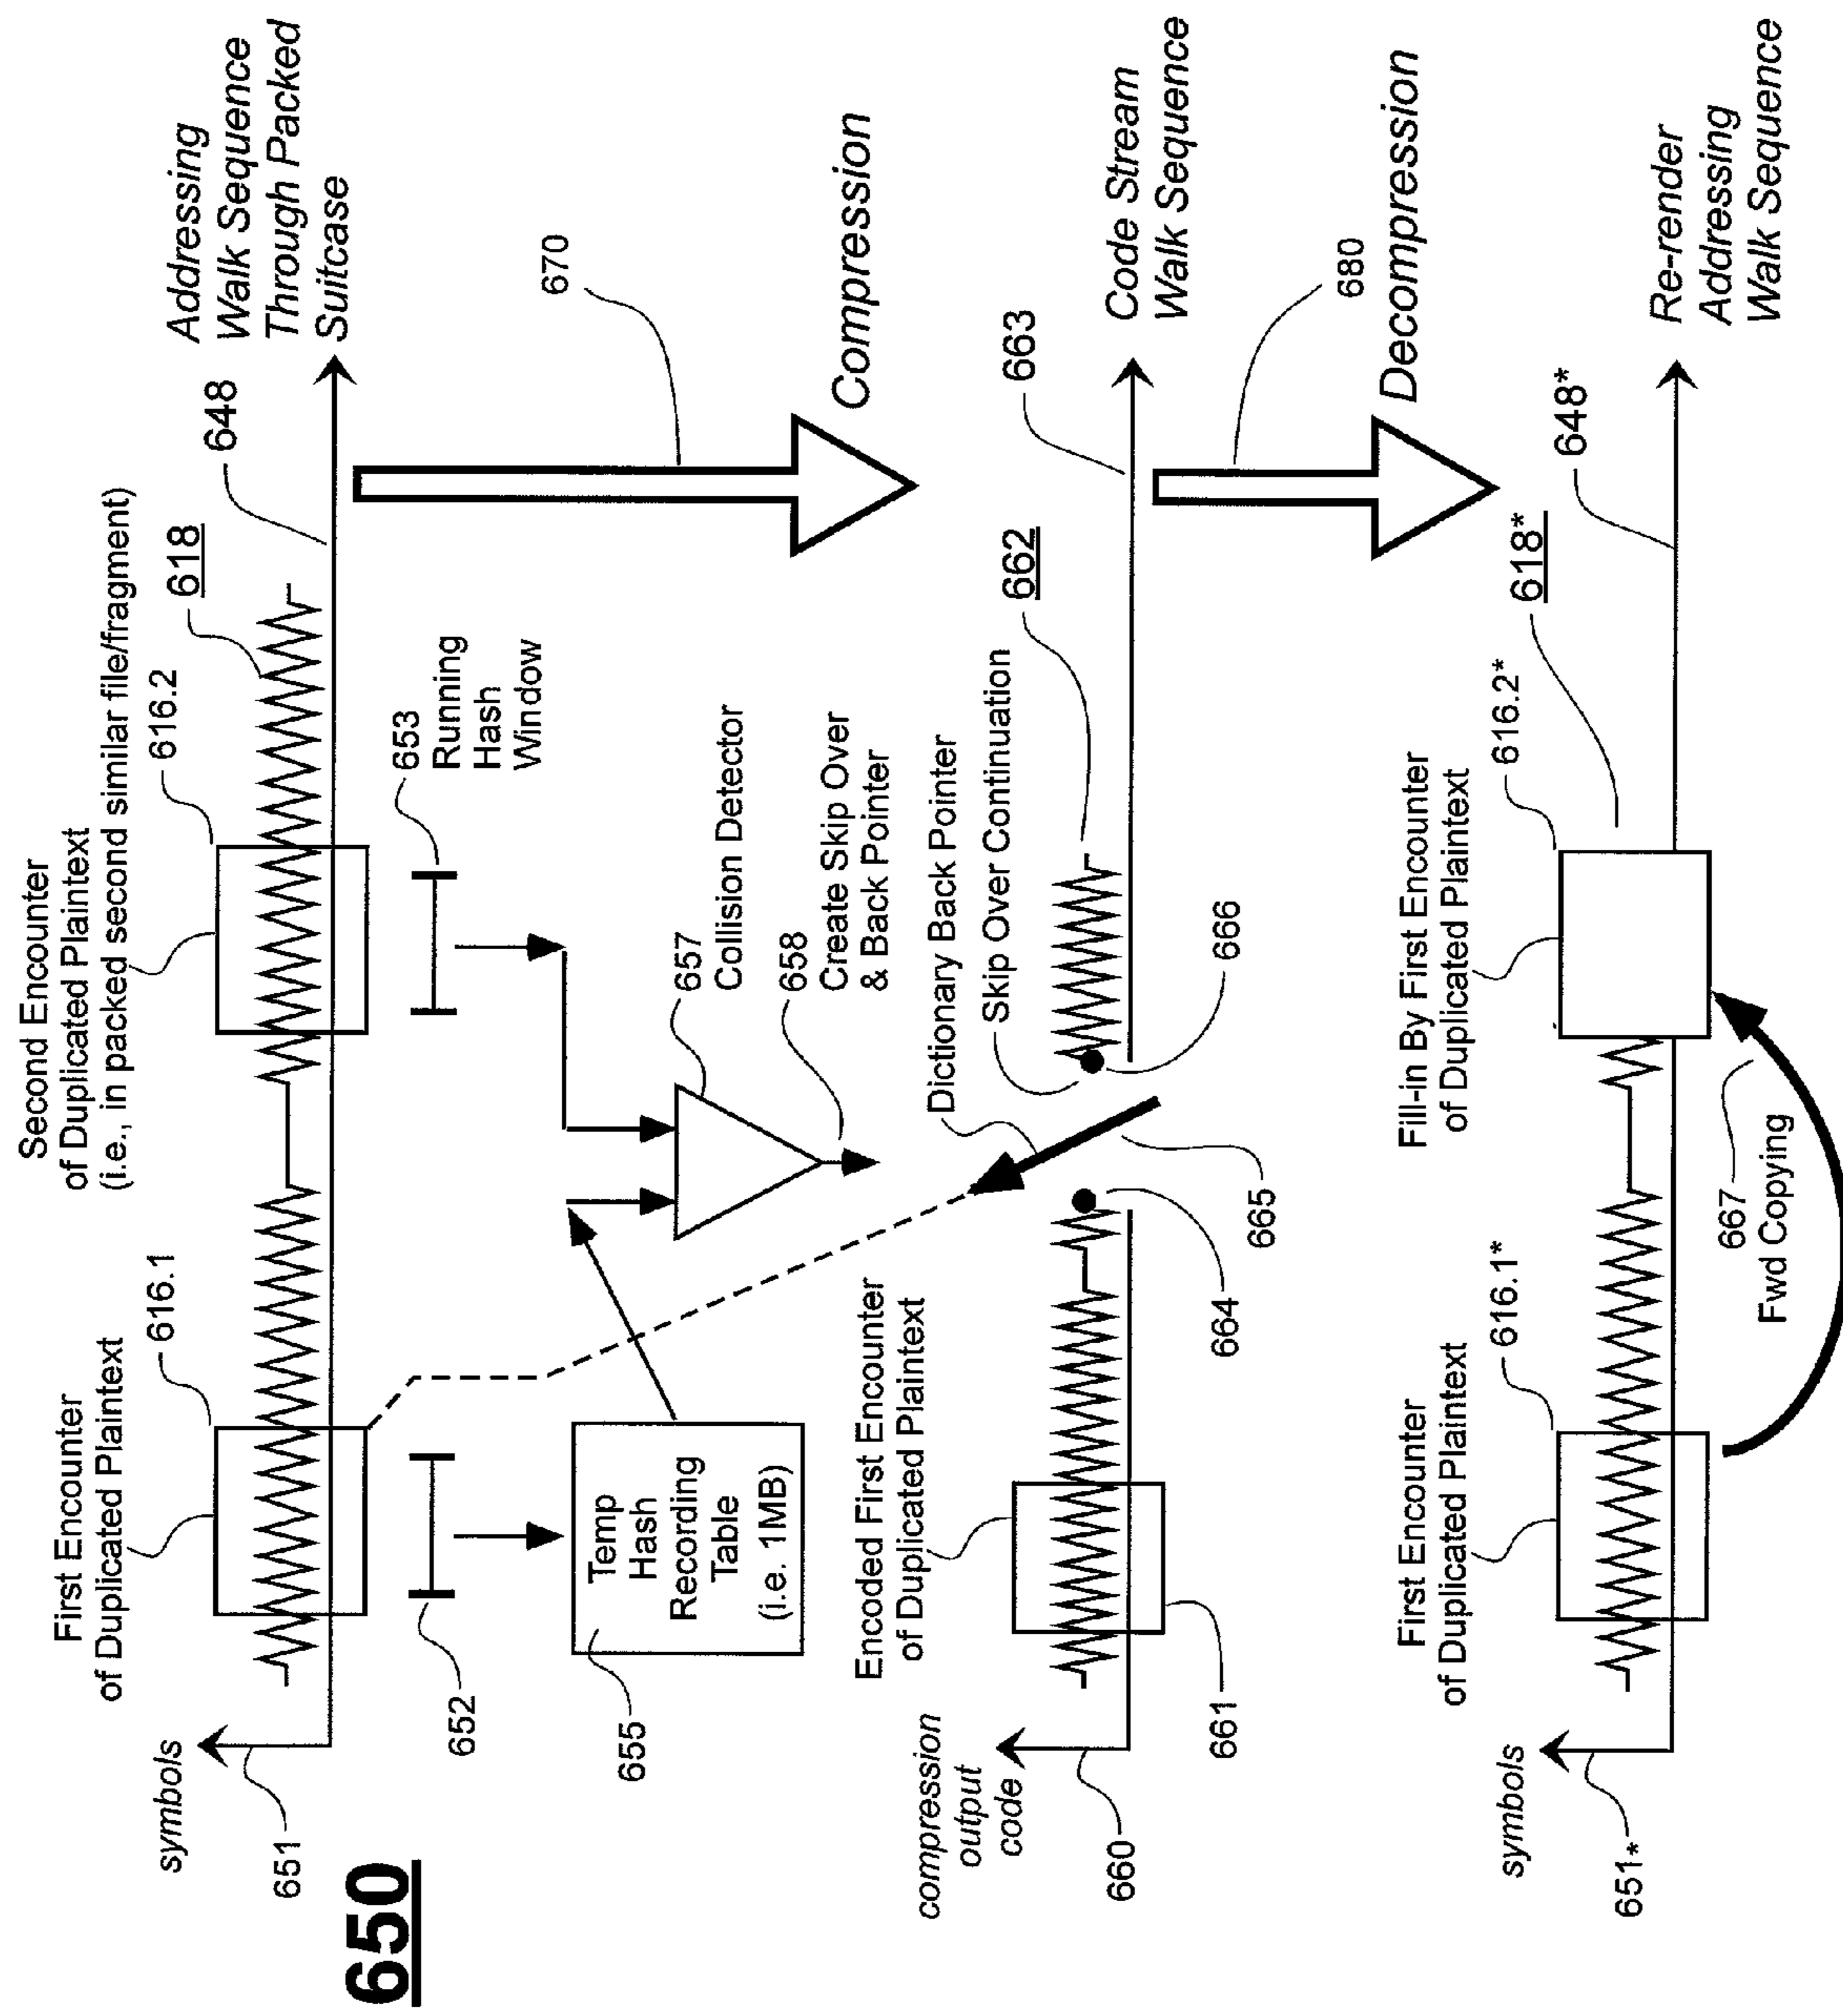 650
symbols
651
First Encounter
of Duplicated Plaintext
616.1
Second Encounter
of Duplicated Plaintext
(i.e., in packed second similar file/fragment)
616.2
618
648
Addressing
Walk Sequence
Through Packed
Suitcase
652
653
Running
Hash
Window
655
Temp
Hash
Recording
Table
(i.e. 1MB)
657
Collision Detector
658
Create Skip Over
& Back Pointer
670
Compression
compression
output
code
660
Encoded First Encounter
of Duplicated Plaintext
661
664
Dictionary Back Pointer
665
Skip Over Continuation
666
662
663
Code Stream
Walk Sequence
680
Decompression
symbols
651*
First Encounter
of Duplicated Plaintext
616.1*
667
Fwd Copying
Fill-in By First Encounter
of Duplicated Plaintext
616.2*
618*
648*
Re-render
Addressing
Walk Sequence